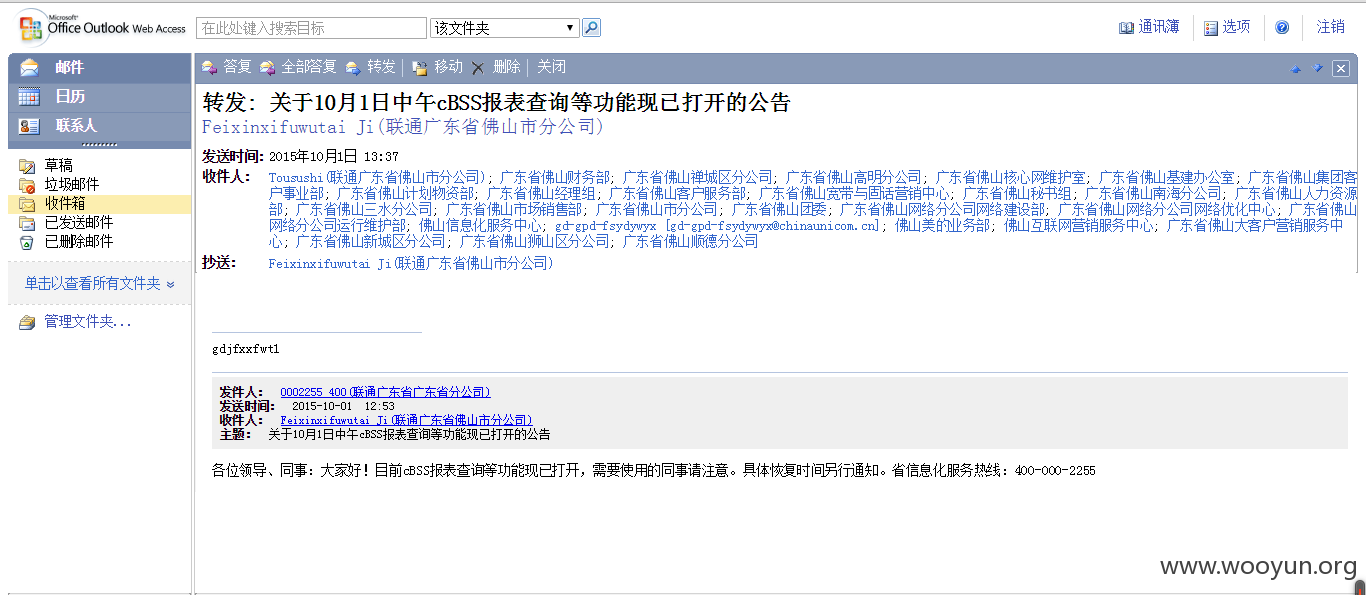 Microsoft®
Office Outlook Web Access
在此处键入搜索目标
该文件夹
通讯簿
选项
注销
邮件
日历
联系人
草稿
垃圾邮件
收件箱
已发送邮件
已删除邮件
单击以查看所有文件夹
管理文件夹...
答复
全部答复
转发
移动
删除
关闭
转发：关于10月1日中午cBSS报表查询等功能现已打开的公告
Feixinxifuwutai Ji(联通广东省佛山市分公司)
发送时间: 2015年10月1日 13:37
收件人: Tousushi(联通广东省佛山市分公司); 广东省佛山财务部; 广东省佛山禅城区分公司; 广东省佛山高明分公司; 广东省佛山核心网维护室; 广东省佛山基建办公室; 广东省佛山集团客
户事业部; 广东省佛山计划物资部; 广东省佛山经理组; 广东省佛山客户服务部; 广东省佛山宽带与固话营销中心; 广东省佛山秘书组; 广东省佛山南海分公司; 广东省佛山人力资源
部; 广东省佛山三水分公司; 广东省佛山市场销售部; 广东省佛山市分公司; 广东省佛山团委; 广东省佛山网络分公司网络建设部; 广东省佛山网络分公司网络优化中心; 广东省佛山
网络分公司运行维护部; 佛山信息化服务中心; gd-gpd-fsydywyx [gd-gpd-fsydywyx@chinaunicom.cn]; 佛山美的业务部; 佛山互联网营销服务中心; 广东省佛山大客户营销服务中
心; 广东省佛山新城区分公司; 广东省佛山狮山区分公司; 广东省佛山顺德分公司
抄送: Feixinxifuwutai Ji(联通广东省佛山市分公司)
gdjfxxfwtl
发件人: 0002255 400(联通广东省广东省分公司)
发送时间: 2015-10-01 12:53
收件人: Feixinxifuwutai Ji(联通广东省佛山市分公司)
主题: 关于10月1日中午cBSS报表查询等功能现已打开的公告
各位领导、同事：大家好！目前cBSS报表查询等功能现已打开，需要使用的同事请注意。具体恢复时间另行通知。省信息化服务热线：400-000-2255
www.wooyun.org